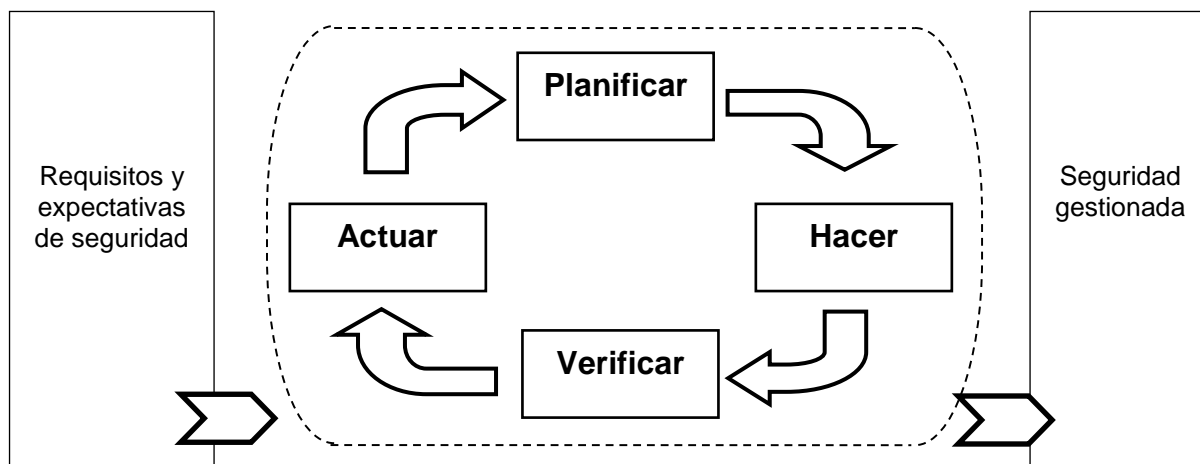 Requisitos y
expectativas
de seguridad
Planificar
Actuar
Hacer
Verificar
Seguridad
gestionada